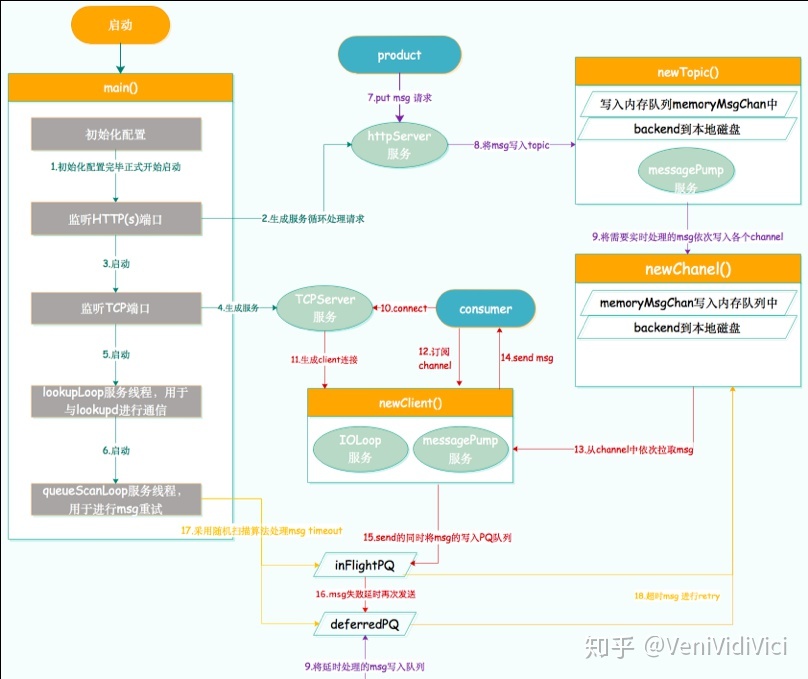 启动
main()
初始化配置
1.初始化配置完毕正式开始启动
监听HTTP(s)端口
2.生成服务循环处理请求
3.启动
监听TCP端口
4.生成服务
5.启动
lookupLoop服务线程，用于
与lookupd进行通信
6.启动
queueScanLoop服务线程，
用于进行msg重试
product
7.put msg 请求
httpServer
服务
8.将msg写入topic
newTopic()
写入内存队列memoryMsgChan中
backend到本地磁盘
messagePump
服务
9.将需要实时处理的msg依次写入各个channel
newChanel()
memoryMsgChan写入内存队列中
backend到本地磁盘
TCPServer
服务
10.connect
consumer
11.生成client连接
12.订阅
channel
14.send msg
newClient()
IOLoop
服务
messagePump
服务
13.从channel中依次拉取msg
15.send的同时将msg的写入PQ队列
17.采用随机扫描算法处理msg timeout
inFlightPQ
16.msg失败延时再次发送
18.超时msg 进行retry
deferredPQ
9.将延时处理的msg写入队列
知乎 @VeniVidiVici